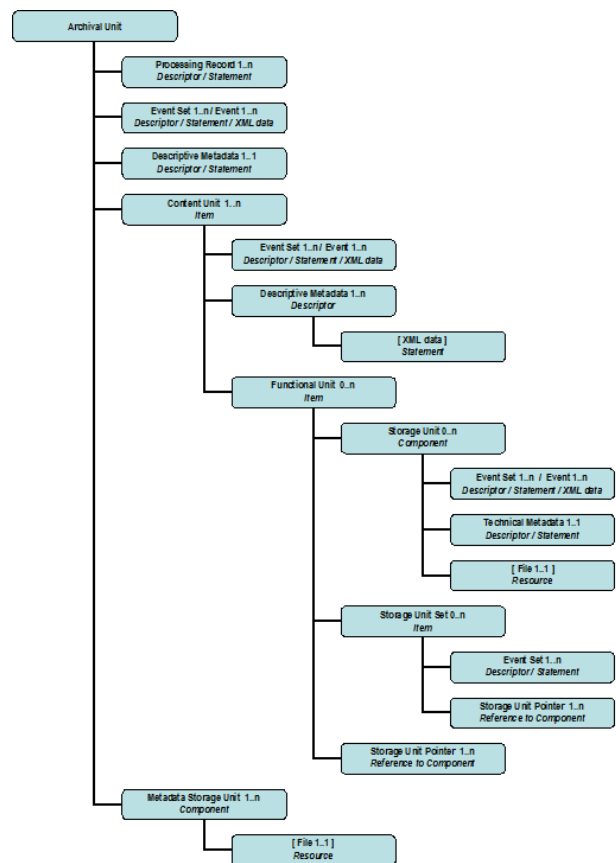 Archival Unit
Processing Record 1..n
Descriptor / Statement
Event Set 1..n / Event 1..n
Descriptor / Statement / XML data
Descriptive Metadata 1..1
Descriptor / Statement
Content Unit 1..n
Item
Event Set 1..n / Event 1..n
Descriptor / Statement / XML data
Descriptive Metadata 1..n
Descriptor
[ XML data ]
Statement
Functional Unit 0..n
Item
Storage Unit 0..n
Component
Event Set 1..n / Event 1..n
Descriptor / Statement / XML data
Technical Metadata 1..1
Descriptor / Statement
[ File 1..1 ]
Resource
Storage Unit Set 0..n
Item
Event Set 1..n
Descriptor / Statement
Storage Unit Pointer 1..n
Reference to Component
Storage Unit Pointer 1..n
Reference to Component
Metadata Storage Unit 1..n
Component
[ File 1..1 ]
Resource